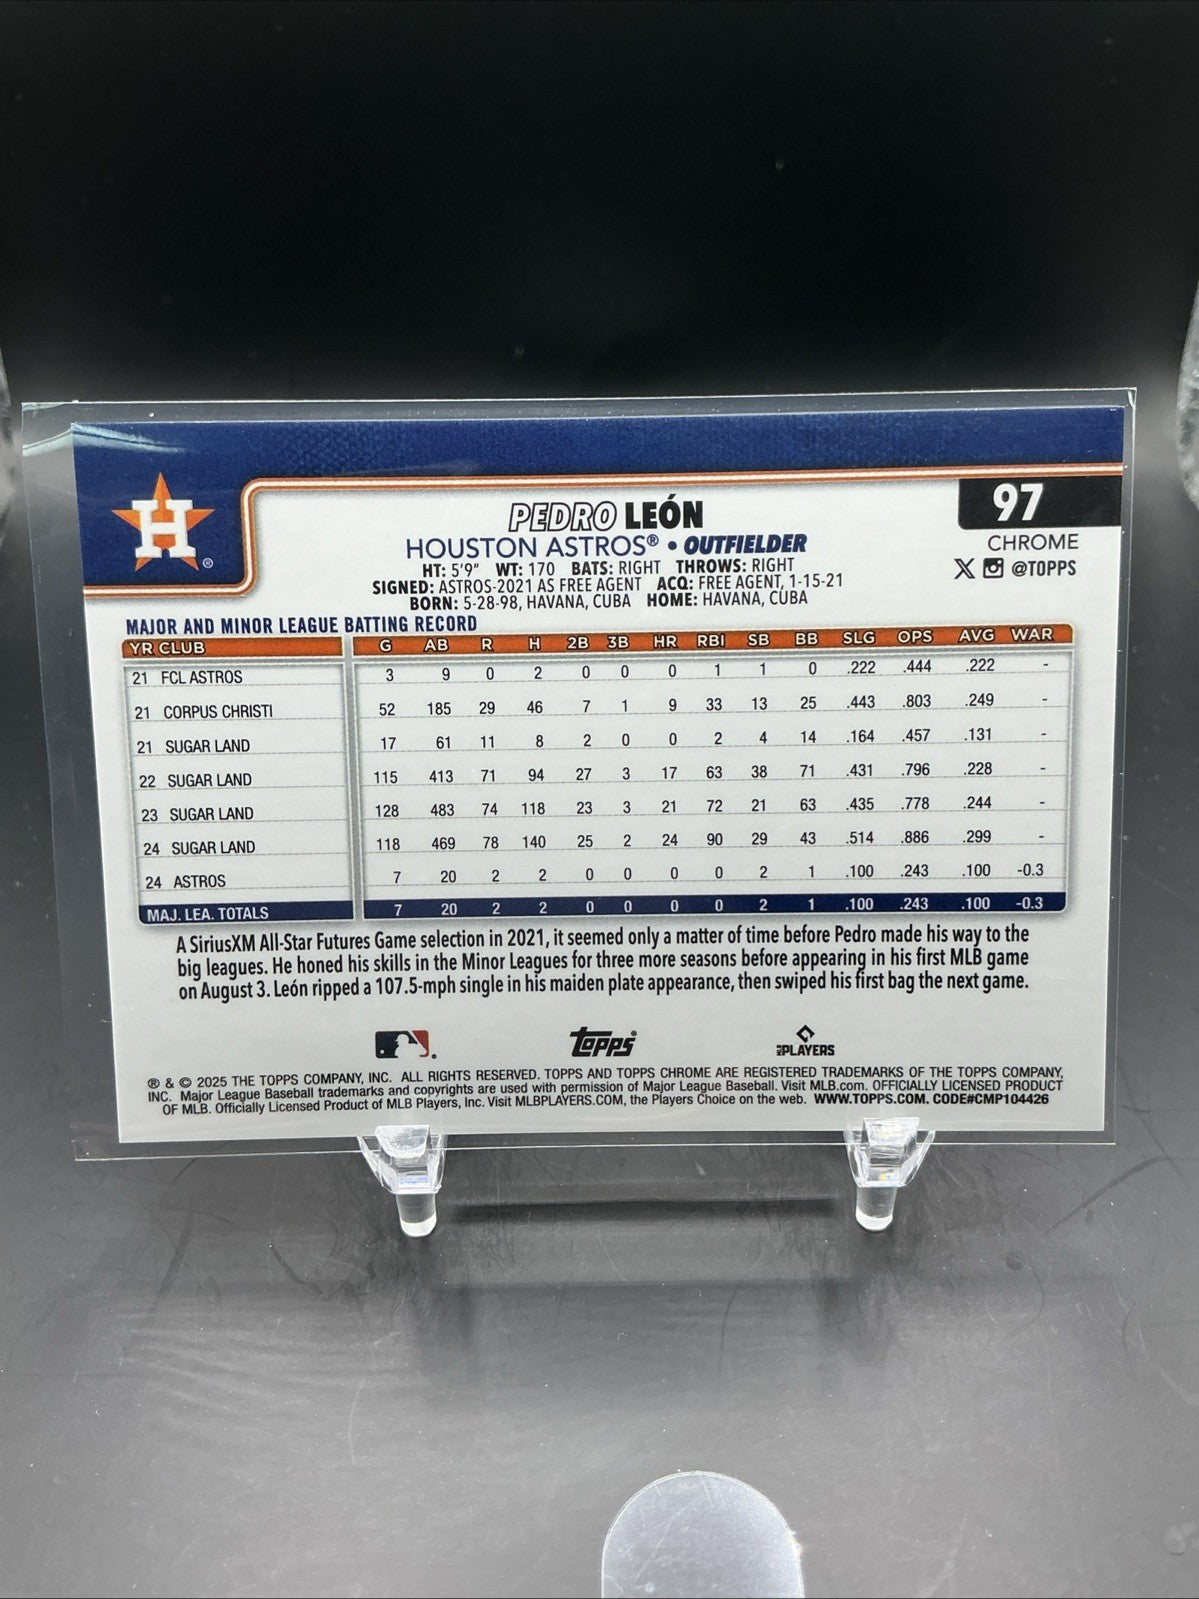 H ®
97
PEDRO LEÓN
CHROME
HOUSTON ASTROS® • OUTFIELDER
@TOPPS
HT: 5'9" WT: 170 BATS: RIGHT THROWS: RIGHT
SIGNED: ASTROS-2021 AS FREE AGENT ACQ: FREE AGENT, 1-15-21
BORN: 5-28-98, HAVANA, CUBA HOME: HAVANA, CUBA
MAJOR AND MINOR LEAGUE BATTING RECORD
YR CLUB G AB R H 2B 3B HR RBI SB BB SLG OPS AVG WAR
21 FCL ASTROS 3 9 0 2 0 0 0 1 1 0 .222 .444 .222 -
21 CORPUS CHRISTI 52 185 29 46 7 1 9 33 13 25 .443 .803 .249 -
21 SUGAR LAND 17 61 11 8 2 0 0 2 4 14 .164 .457 .131 -
22 SUGAR LAND 115 413 71 94 27 3 17 63 38 71 .431 .796 .228 -
23 SUGAR LAND 128 483 74 118 23 3 21 72 21 63 .435 .778 .244 -
24 SUGAR LAND 118 469 78 140 25 2 24 90 29 43 .514 .886 .299 -
24 ASTROS 7 20 2 2 0 0 0 0 2 1 .100 .243 .100 -0.3
MAJ. LEA. TOTALS 7 20 2 2 0 0 0 0 2 1 .100 .243 .100 -0.3
A SiriusXM All-Star Futures Game selection in 2021, it seemed only a matter of time before Pedro made his way to the
big leagues. He honed his skills in the Minor Leagues for three more seasons before appearing in his first MLB game
on August 3. León ripped a 107.5-mph single in his maiden plate appearance, then swiped his first bag the next game.
Topps® MLB PLAYERS
® & © 2025 THE TOPPS COMPANY, INC. ALL RIGHTS RESERVED. TOPPS AND TOPPS CHROME ARE REGISTERED TRADEMARKS OF THE TOPPS COMPANY,
INC. Major League Baseball trademarks and copyrights are used with permission of Major League Baseball. Visit MLB.com. OFFICIALLY LICENSED PRODUCT
OF MLB. Officially Licensed Product of MLB Players, Inc. Visit MLBPLAYERS.COM, the Players Choice on the web. WWW.TOPPS.COM. CODE#CMP104426